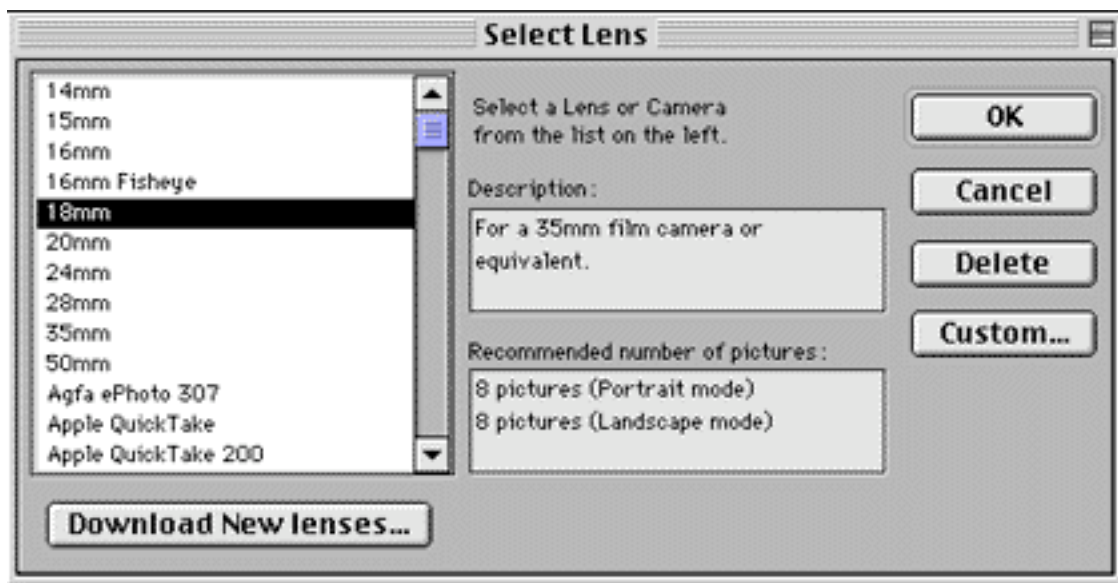 Select Lens
14mm
15mm
16mm
16mm Fisheye
18mm
20mm
24mm
28mm
35mm
50mm
Agfa ePhoto 307
Apple QuickTake
Apple QuickTake 200
Download New lenses...
Select a Lens or Camera
from the list on the left.
Description:
For a 35mm film camera or
equivalent.
Recommended number of pictures:
8 pictures (Portrait mode)
8 pictures (Landscape mode)
OK
Cancel
Delete
Custom...